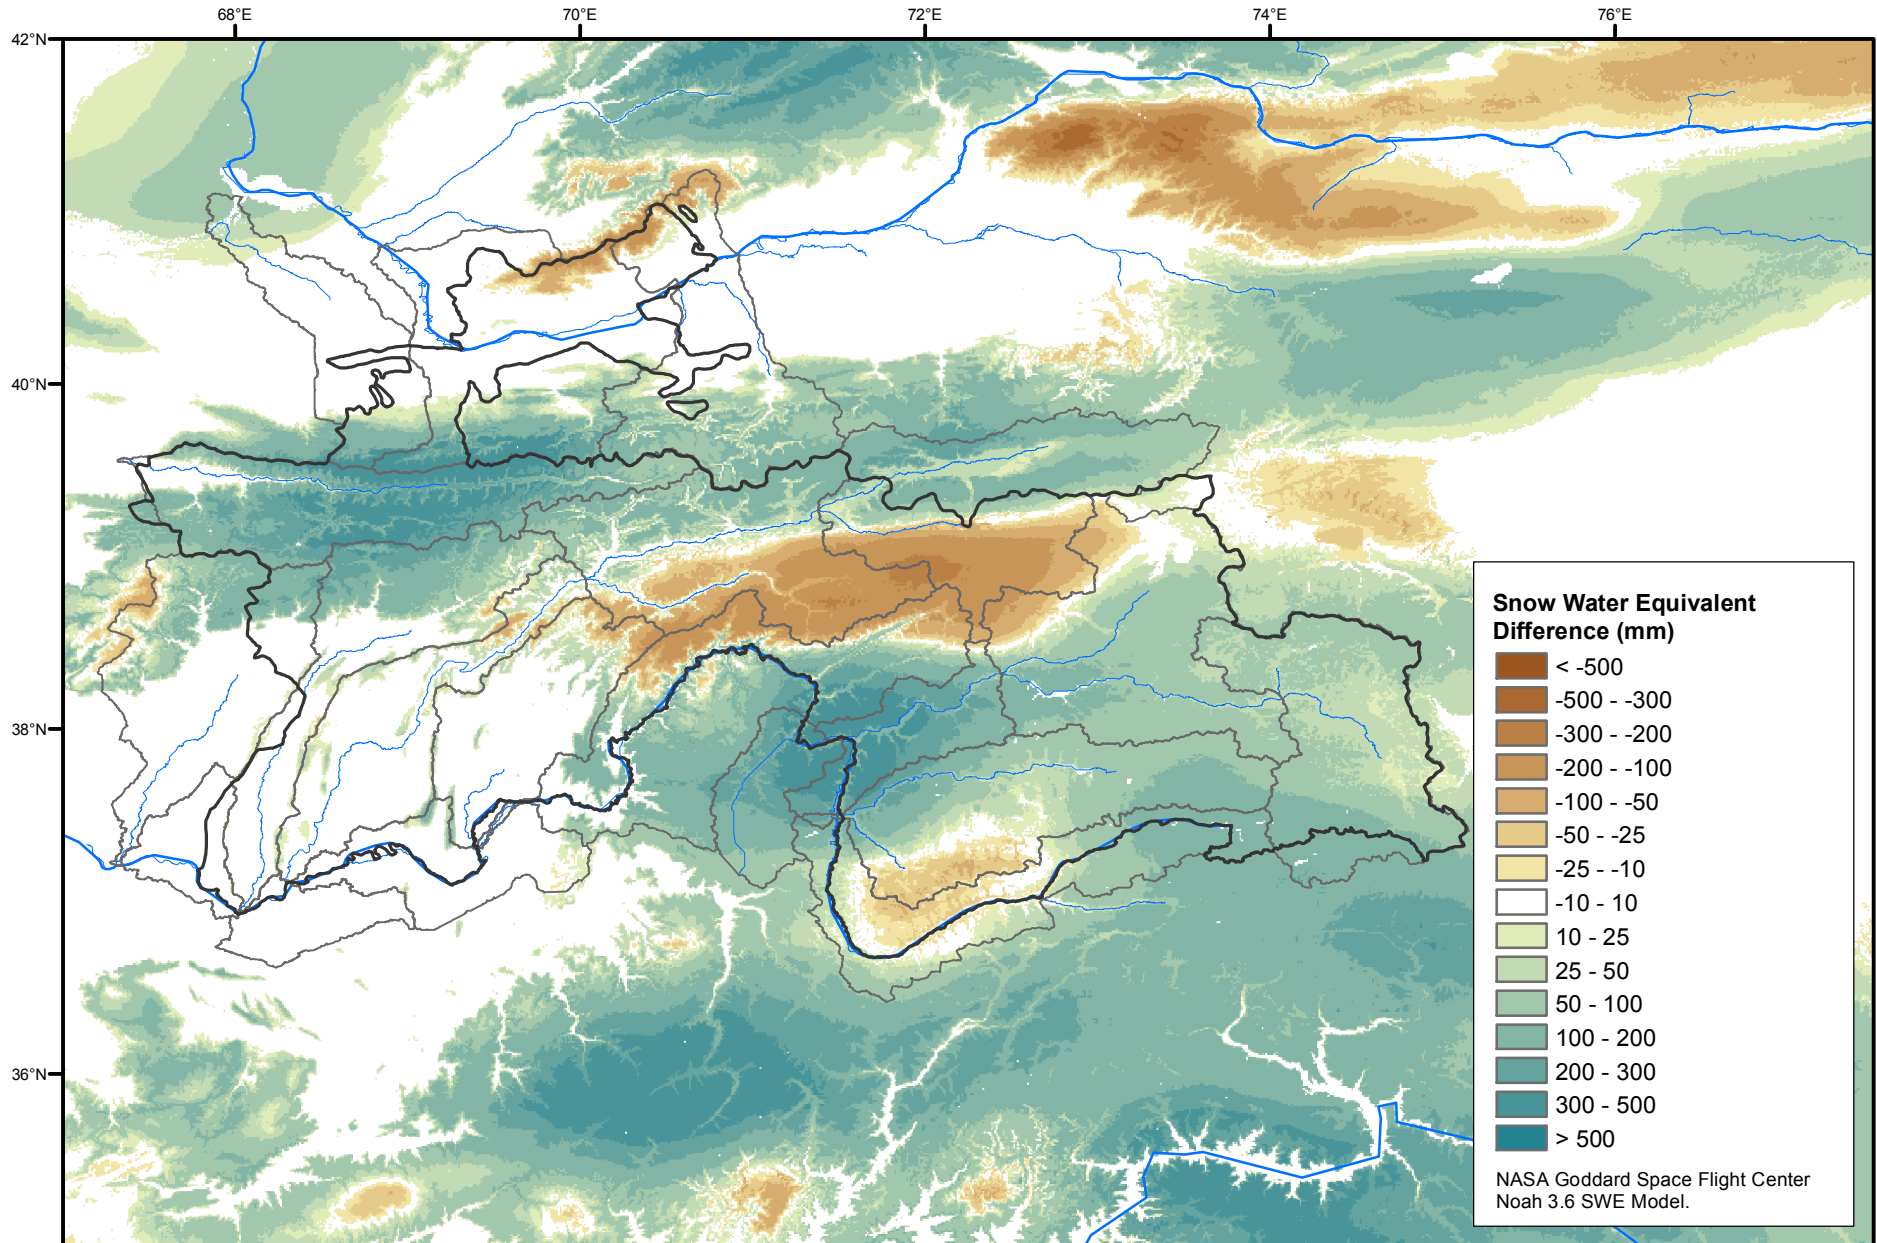 68°E
70°E
72°E
74°E
76°E
42°N
40°N
38°N
36°N
Snow Water Equivalent
Difference (mm)
< -500
-500 - -300
-300 - -200
-200 - -100
-100 - -50
-50 - -25
-25 - -10
-10 - 10
10 - 25
25 - 50
50 - 100
100 - 200
200 - 300
300 - 500
> 500
NASA Goddard Space Flight Center
Noah 3.6 SWE Model.